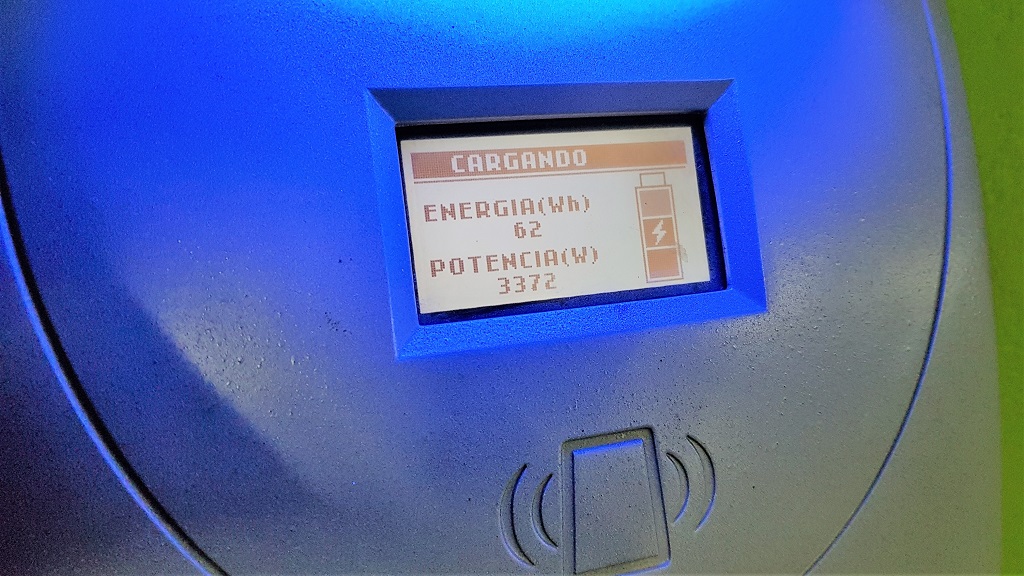 CARGANDO
ENERGIA(Wh)
62
POTENCIA(W)
3372